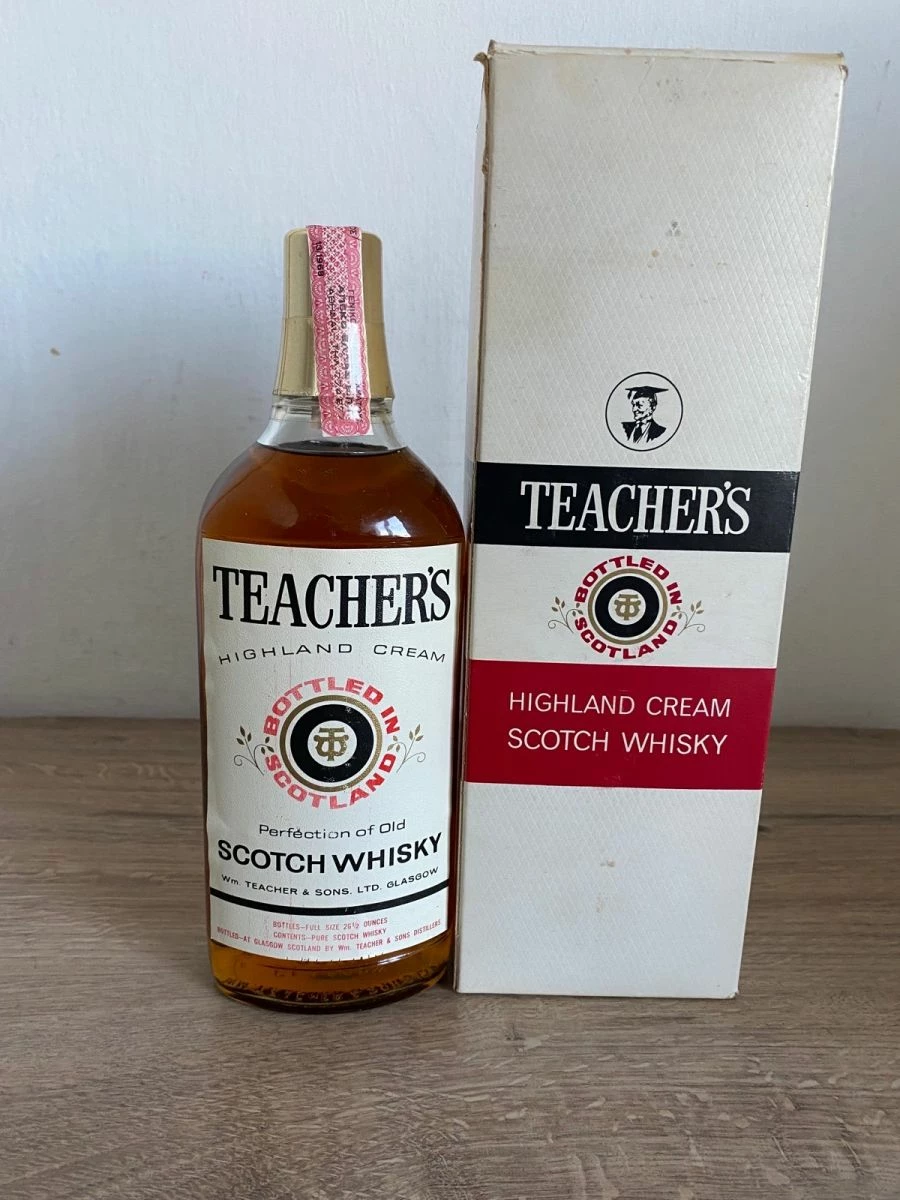 13/1968
TEACHER'S
HIGHLAND CREAM
BOTTLED IN
SCOTLAND
Perfection of Old
SCOTCH WHISKY
Wm. TEACHER & SONS. LTD. GLASGOW
BOTTLES-FULL SIZE 26⅔ OUNCES
CONTENTS-PURE SCOTCH WHISKY
BOTTLED-AT GLASGOW SCOTLAND BY Wm. TEACHER & SONS DISTILLERS
TEACHER'S
BOTTLED IN
SCOTLAND
HIGHLAND CREAM
SCOTCH WHISKY